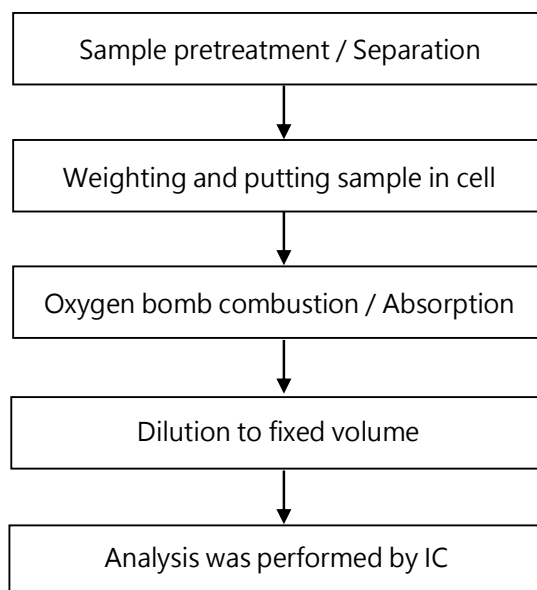 Sample pretreatment / Separation
Weighting and putting sample in cell
Oxygen bomb combustion / Absorption
Dilution to fixed volume
Analysis was performed by IC